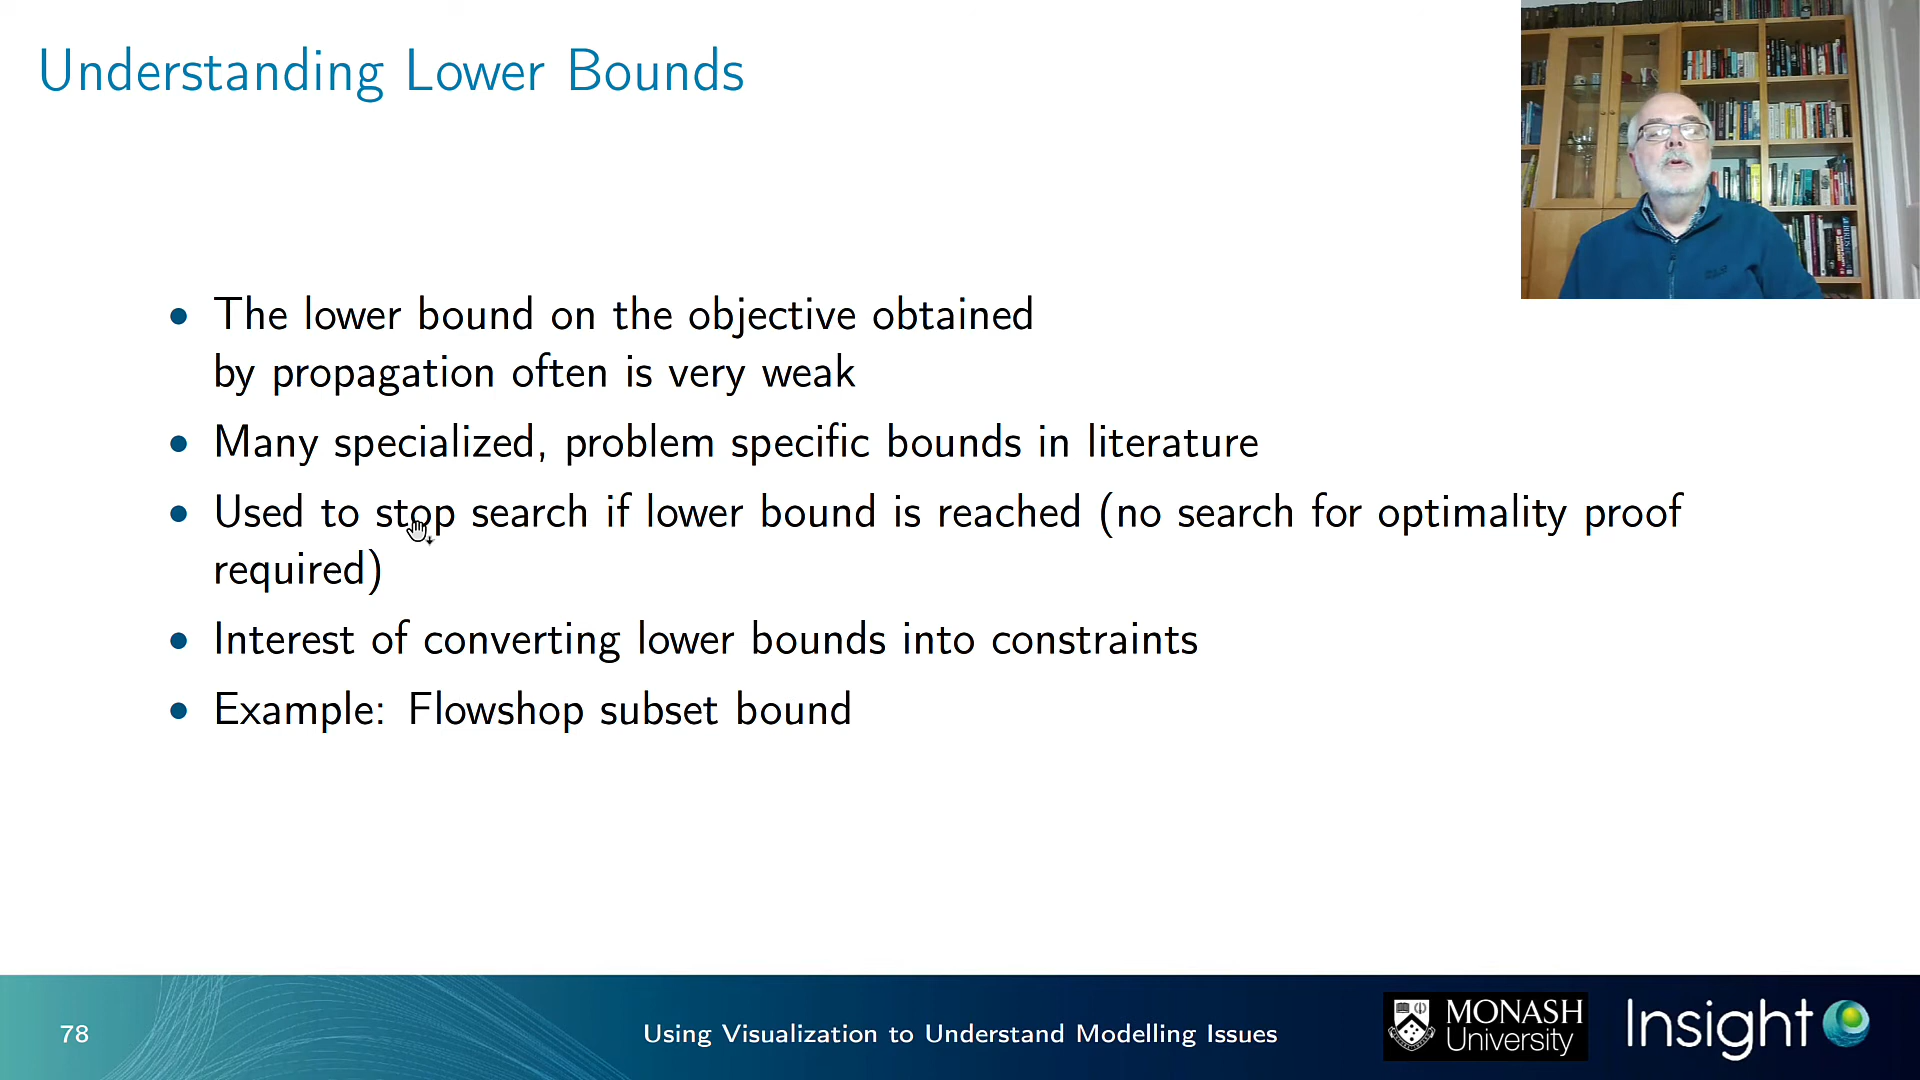 Understanding Lower Bounds
• The lower bound on the objective obtained
by propagation often is very weak
• Many specialized, problem specific bounds in literature
• Used to stop search if lower bound is reached (no search for optimality proof
required)
• Interest of converting lower bounds into constraints
• Example: Flowshop subset bound
78
Using Visualization to Understand Modelling Issues
MONASH
University
Insight